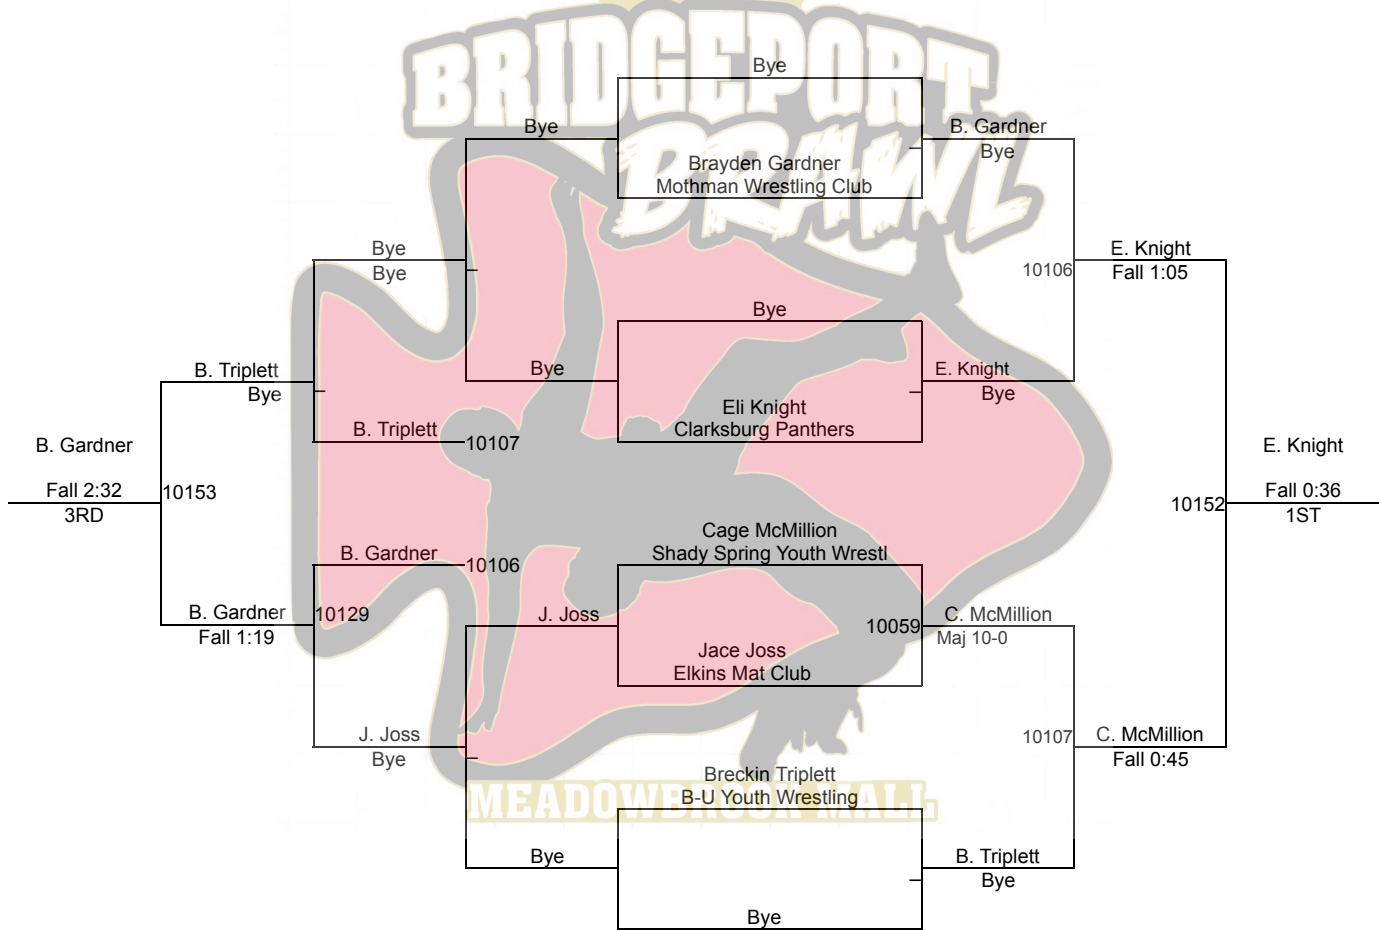 BRIDGEPORT
BRAWL
Bye
Bye
B. Gardner
Bye
Brayden Gardner
Mothman Wrestling Club
Bye
Bye
E. Knight
Fall 1:05
10106
Bye
B. Triplett
Bye
Bye
E. Knight
Bye
Eli Knight
Clarksburg Panthers
B. Triplett
10107
B. Gardner
E. Knight
Fall 2:32
3RD
10153
10152
Fall 0:36
1ST
Cage McMillion
Shady Spring Youth Wrestl
B. Gardner
10106
B. Gardner
Fall 1:19
10129
J. Joss
10059
C. McMillion
Maj 10-0
Jace Joss
Elkins Mat Club
J. Joss
Bye
10107
C. McMillion
Fall 0:45
Breckin Triplett
B-U Youth Wrestling
MEADOWBROOK MALL
Bye
B. Triplett
Bye
Bye